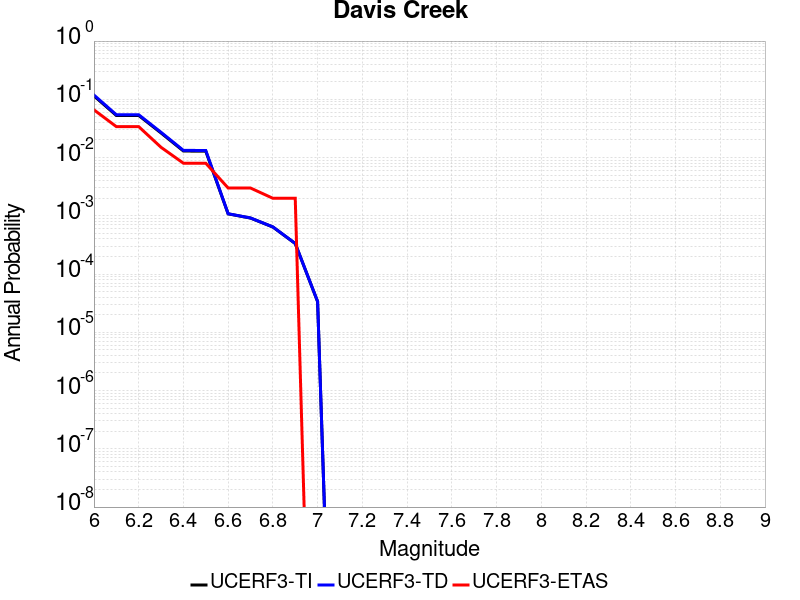 Davis Creek
10^0
10^-1
10^-2
10^-3
10^-4
10^-5
10^-6
10^-7
10^-8
Annual Probability
6 6.2 6.4 6.6 6.8 7 7.2 7.4 7.6 7.8 8 8.2 8.4 8.6 8.8 9
Magnitude
UCERF3-TI UCERF3-TD UCERF3-ETAS